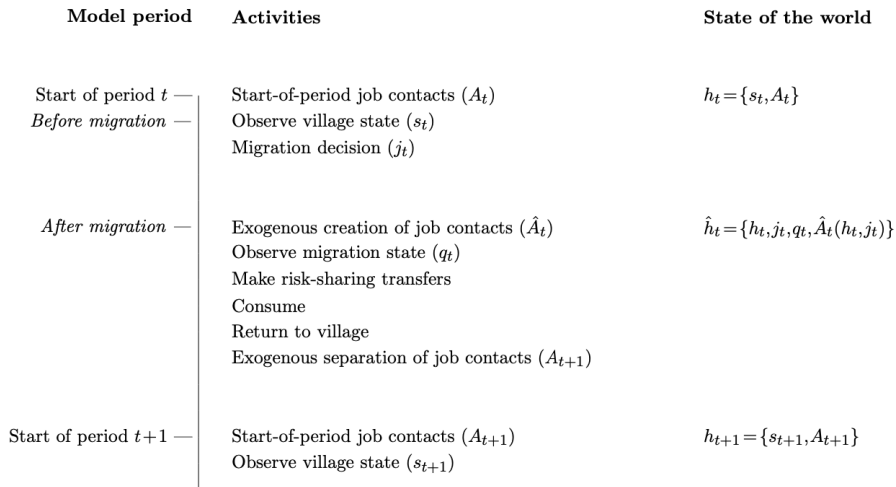 Model period Activities State of the world
Start of period t — Start-of-period job contacts (A_t) h_t={s_t,A_t}
Before migration — Observe village state (s_t)
Migration decision (j_t)
After migration — Exogenous creation of job contacts (Â_t) ĥ_t={h_t,j_t,q_t,Â_t(h_t,j_t)}
Observe migration state (q_t)
Make risk-sharing transfers
Consume
Return to village
Exogenous separation of job contacts (A_{t+1})
Start of period t+1 — Start-of-period job contacts (A_{t+1}) h_{t+1}={s_{t+1},A_{t+1}}
Observe village state (s_{t+1})